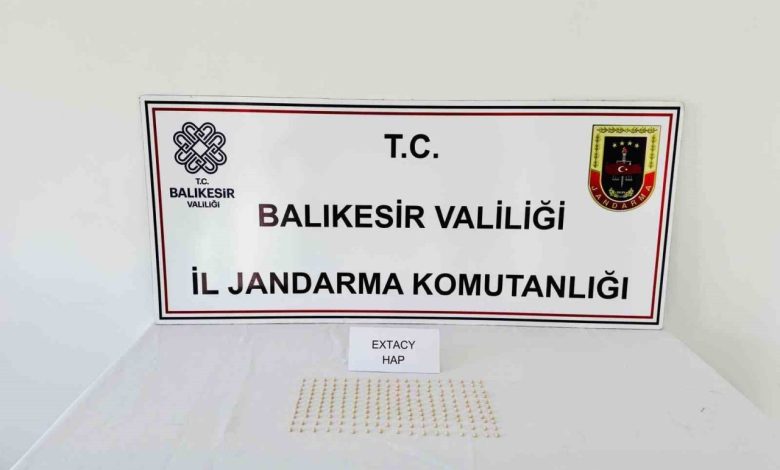 T.C.
BALIKESİR
VALİLİĞİ
T.C.
BALIKESİR VALİLİĞİ
İL JANDARMA KOMUTANLIĞI
JANDARMA
EXTACY
HAP